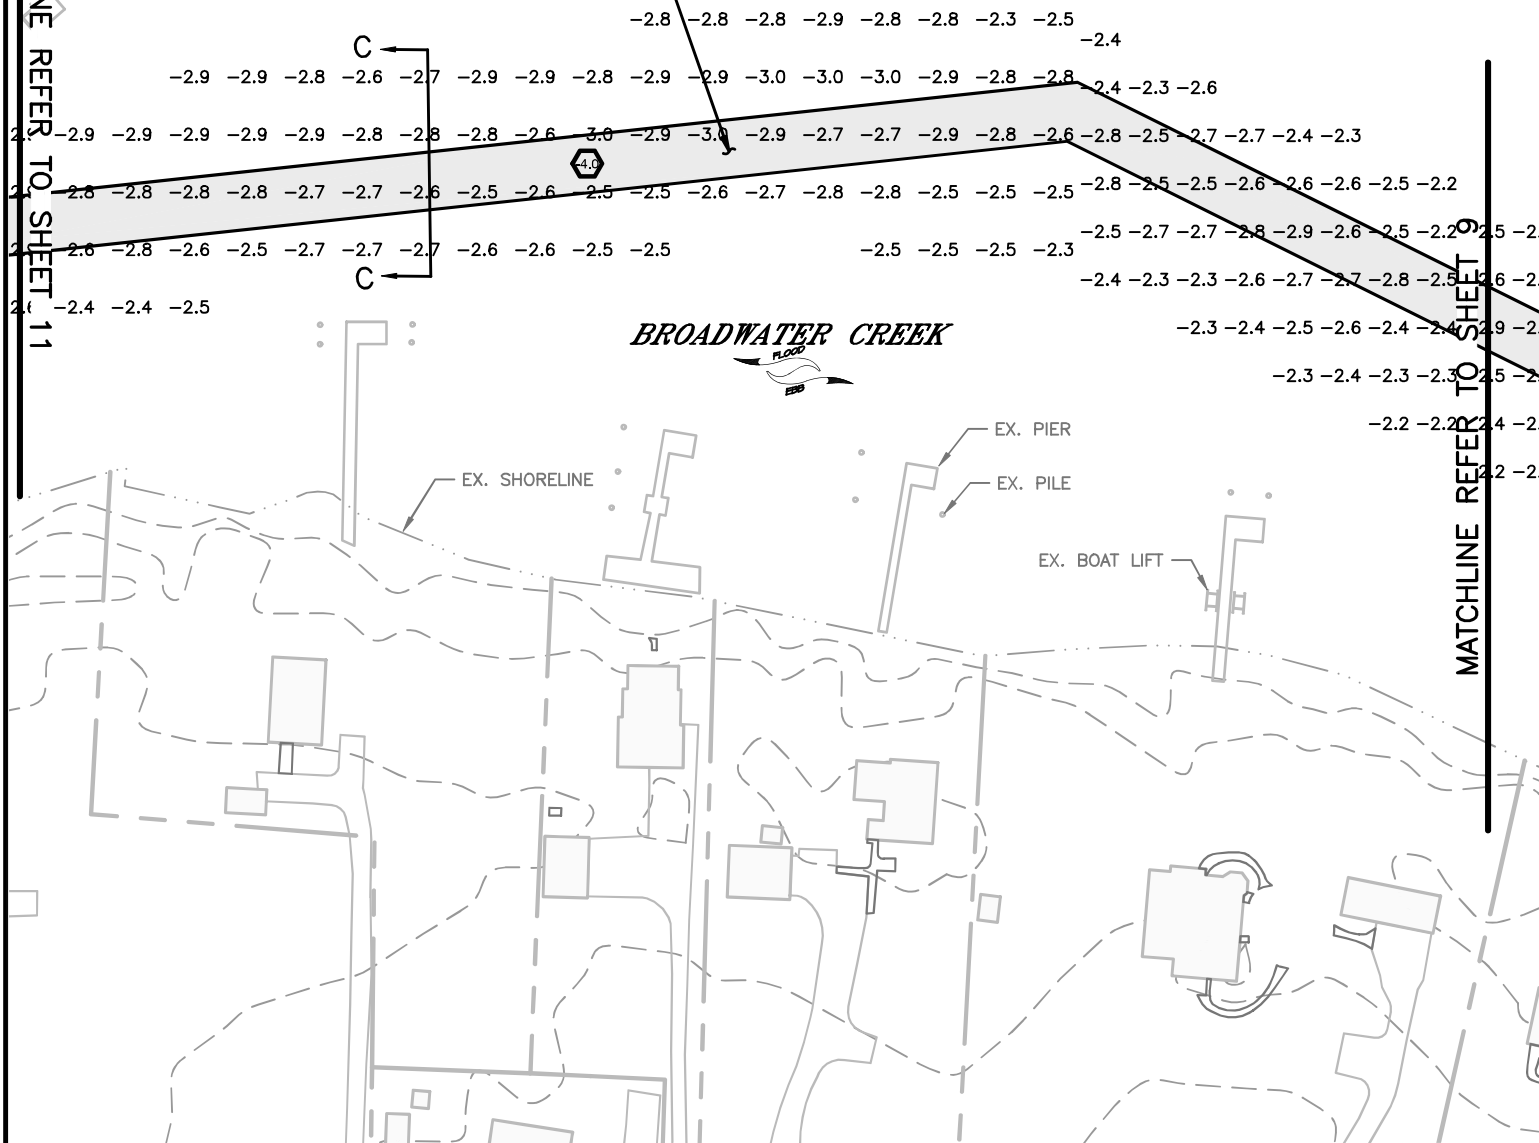 -2.8 -2.8 -2.8 -2.9 -2.8 -2.8 -2.3 -2.5
-2.4
C
-2.9 -2.9 -2.8 -2.6 -2.7 -2.9 -2.9 -2.8 -2.9 -2.9 -3.0 -3.0 -3.0 -2.9 -2.8 -2.8
-2.4 -2.3 -2.6
-2.9 -2.9 -2.9 -2.9 -2.9 -2.8 -2.8 -2.8 -2.6 -3.0 -2.9 -3.0 -2.9 -2.7 -2.7 -2.9 -2.8 -2.6
-2.8 -2.5 -2.7 -2.7 -2.4 -2.3
-4.0
-2.8 -2.8 -2.8 -2.8 -2.7 -2.7 -2.6 -2.5 -2.6 -2.5 -2.5 -2.6 -2.7 -2.8 -2.8 -2.5 -2.5 -2.5
-2.8 -2.5 -2.5 -2.6 -2.6 -2.6 -2.5 -2.2
-2.5 -2.7 -2.7 -2.8 -2.9 -2.6 -2.5 -2.2
-2.6 -2.8 -2.6 -2.5 -2.7 -2.7 -2.7 -2.6 -2.6 -2.5 -2.5 -2.5 -2.5 -2.5 -2.3
C
-2.4 -2.3 -2.3 -2.6 -2.7 -2.7 -2.8 -2.5
-2.4 -2.4 -2.5
-2.3 -2.4 -2.5 -2.6 -2.4 -2.4
-2.3 -2.4 -2.3 -2.3
-2.2 -2.2
REFER TO SHEET 11
BROADWATER CREEK
FLOOD
EBB
EX. PIER
EX. SHORELINE
EX. PILE
EX. BOAT LIFT
MATCHLINE REFER TO SHEET 9